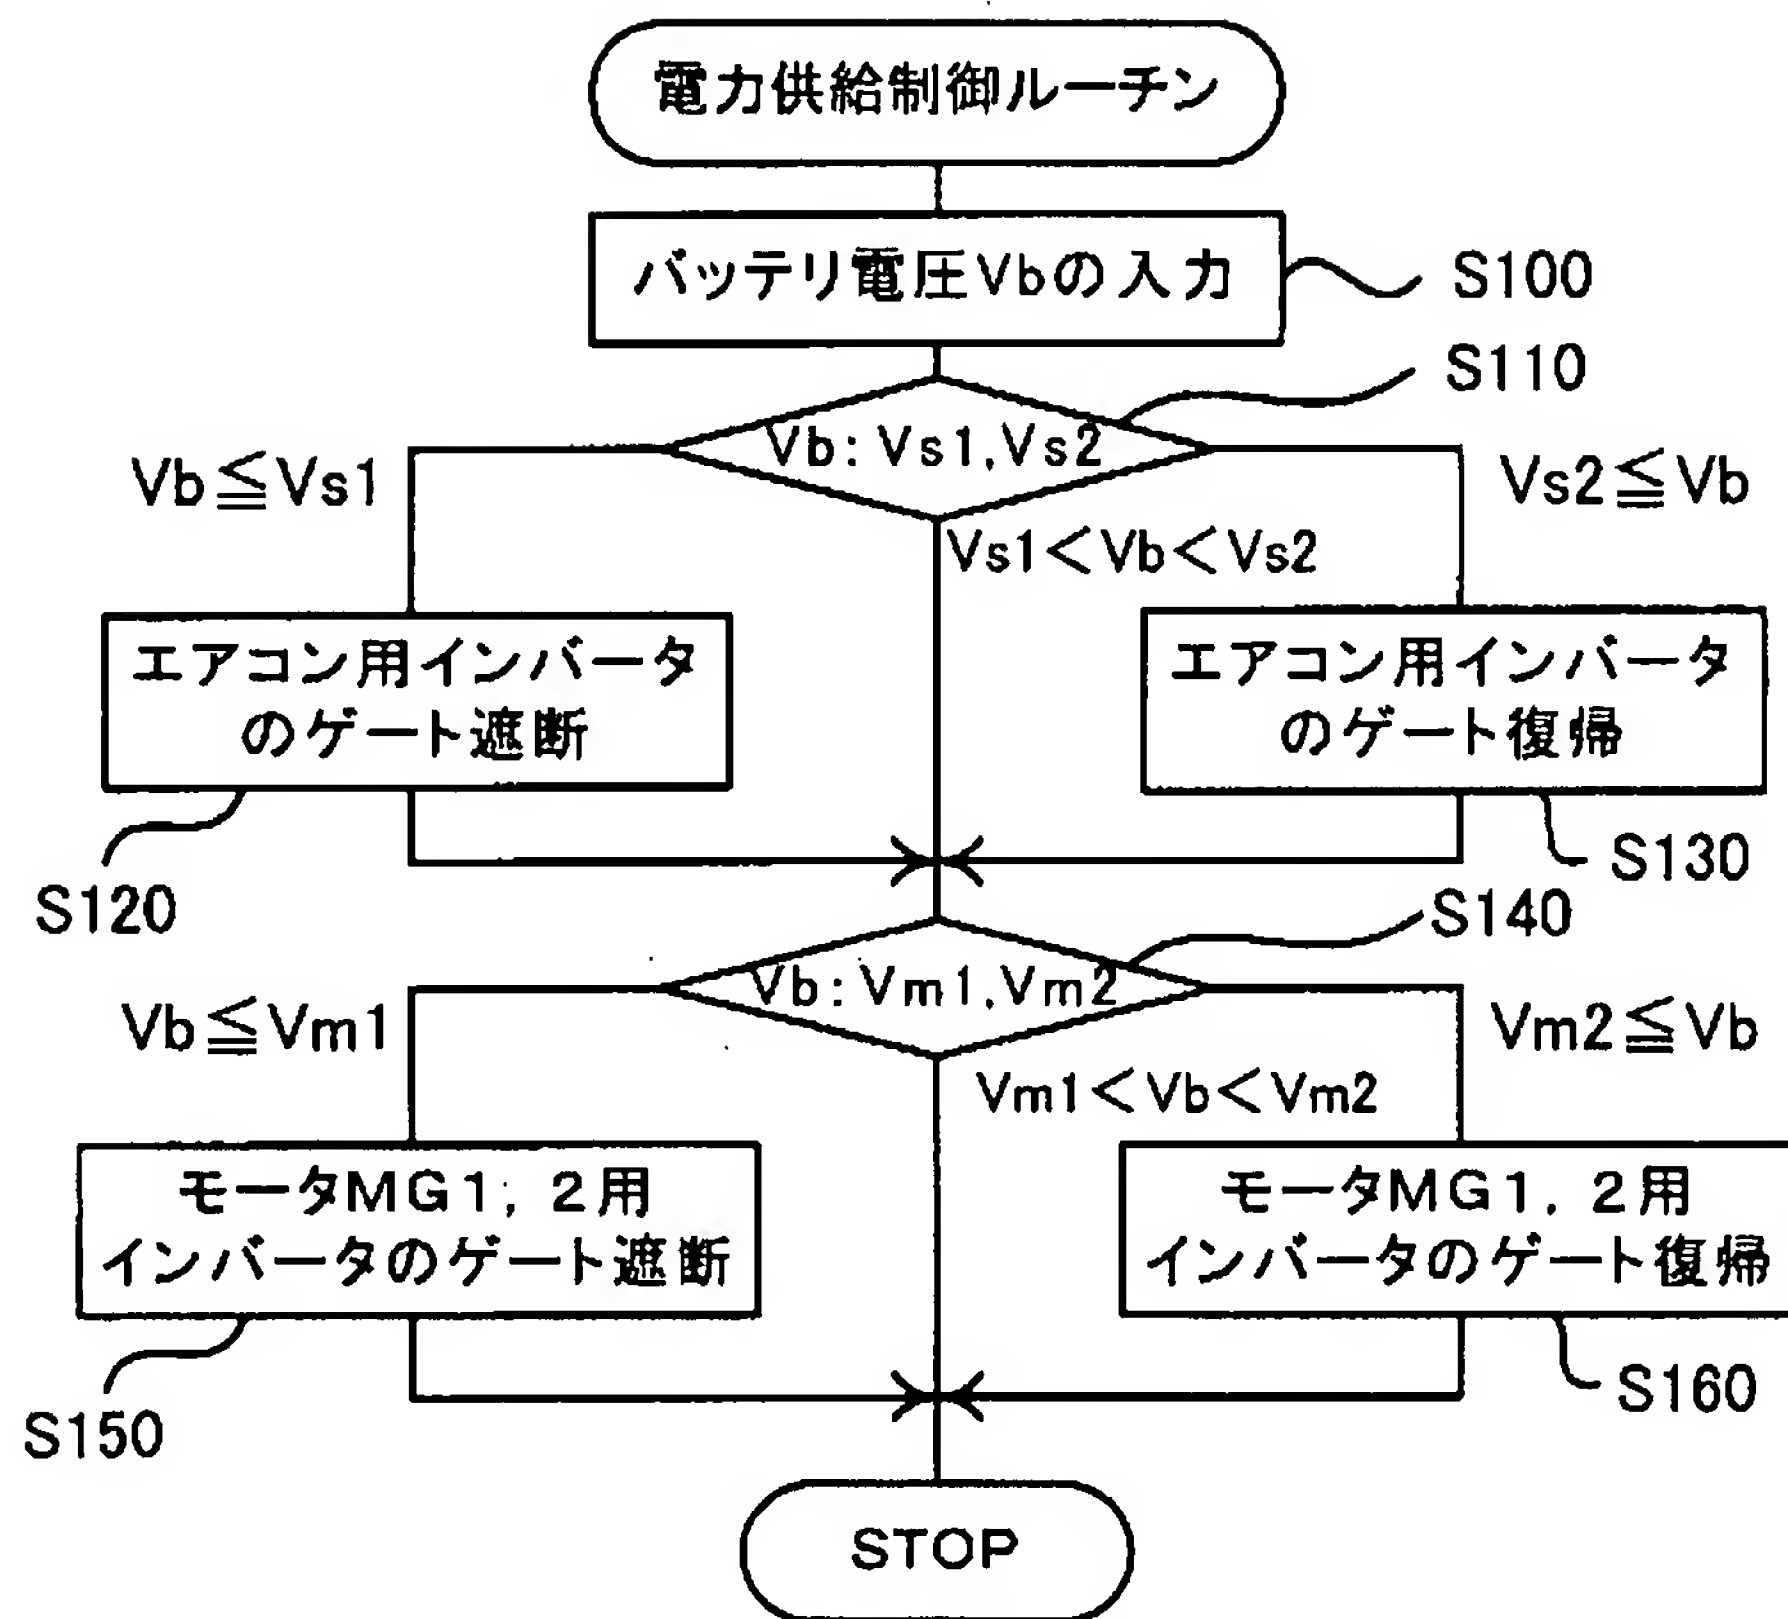 電力供給制御ルーチン
バッテリ電圧Vbの入力
S100
S110
Vb:Vs1,Vs2
Vb≦Vs1
Vs2≦Vb
Vs1<Vb<Vs2
エアコン用インバータ
のゲート遮断
エアコン用インバータ
のゲート復帰
S120
S130
S140
Vb:Vm1,Vm2
Vb≦Vm1
Vm2≦Vb
Vm1<Vb<Vm2
モータMG1,2用
インバータのゲート遮断
モータMG1,2用
インバータのゲート復帰
S150
S160
STOP